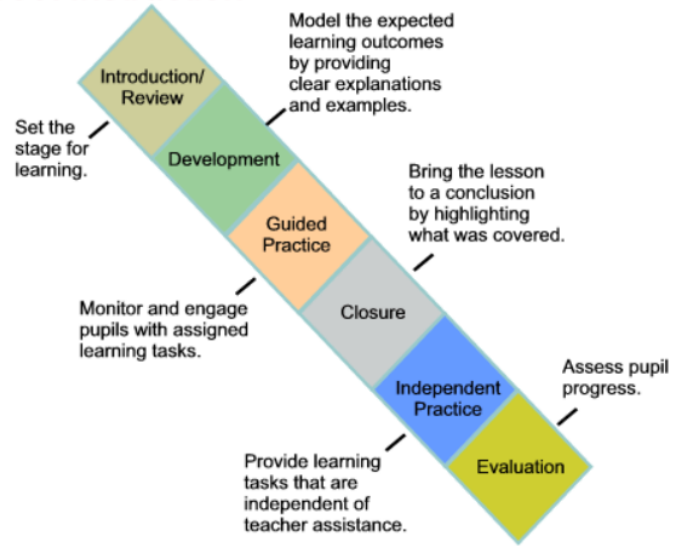 Introduction/
Review
Set the
stage for
learning.
Model the expected
learning outcomes
by providing
clear explanations
and examples.
Development
Guided
Practice
Monitor and engage
pupils with assigned
learning tasks.
Bring the lesson
to a conclusion
by highlighting
what was covered.
Closure
Independent
Practice
Provide learning
tasks that are
independent of
teacher assistance.
Assess pupil
progress.
Evaluation